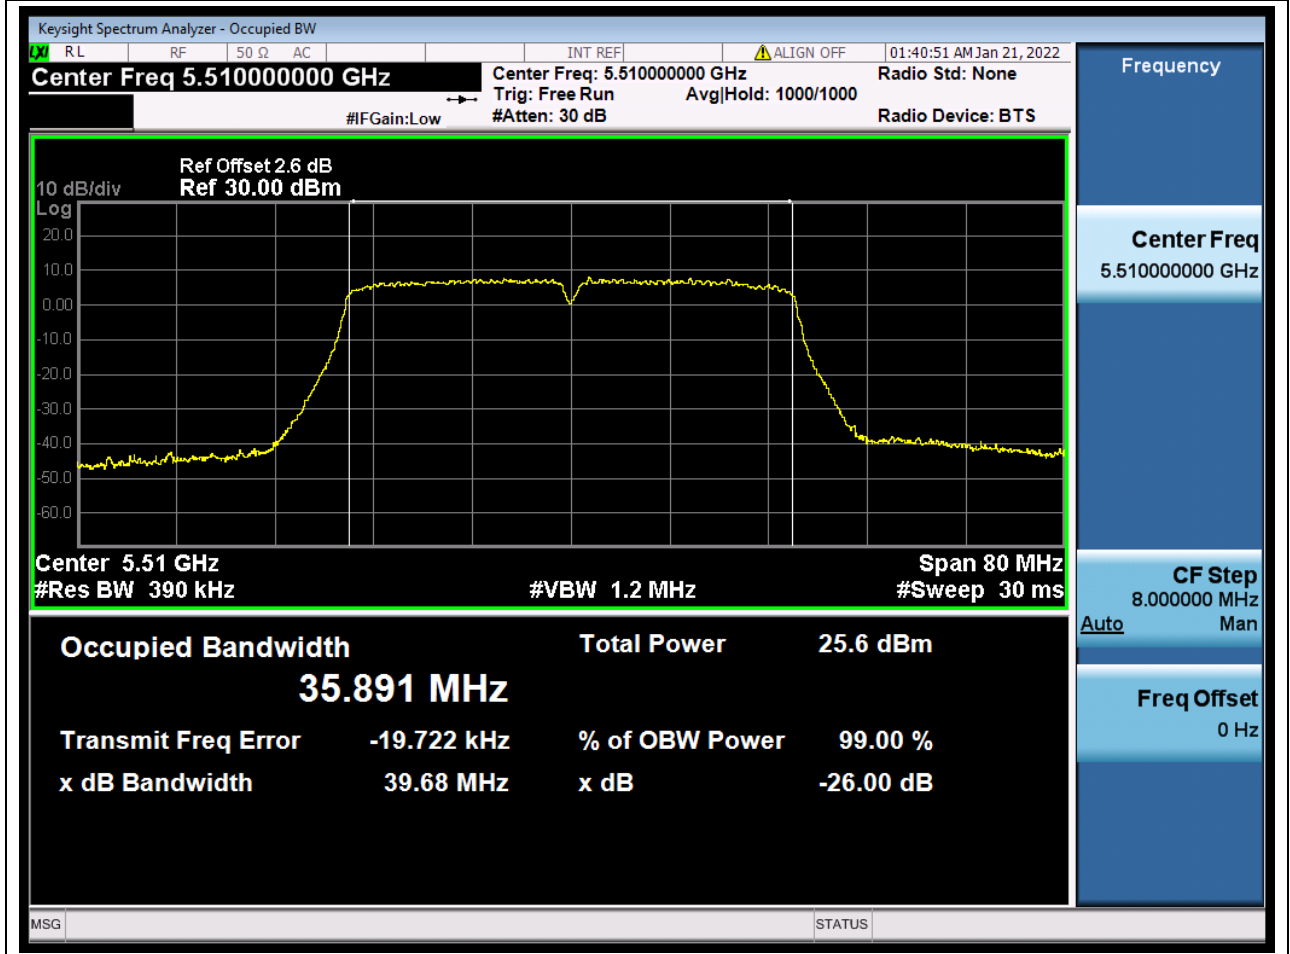 Keysight Spectrum Analyzer - Occupied BW
LXI RL RF 50 Ω AC INT REF ALIGN OFF 01:40:51 AM Jan 21, 2022
Center Freq 5.510000000 GHz
Center Freq: 5.510000000 GHz Radio Std: None
Trig: Free Run Avg|Hold: 1000/1000
#IFGain:Low #Atten: 30 dB Radio Device: BTS
Frequency
Ref Offset 2.6 dB
10 dB/div Ref 30.00 dBm
Log
20.0
10.0
0.00
-10.0
-20.0
-30.0
-40.0
-50.0
-60.0
Center 5.51 GHz Span 80 MHz
#Res BW 390 kHz #VBW 1.2 MHz #Sweep 30 ms
Occupied Bandwidth Total Power 25.6 dBm
35.891 MHz
Transmit Freq Error -19.722 kHz % of OBW Power 99.00 %
x dB Bandwidth 39.68 MHz x dB -26.00 dB
Center Freq
5.510000000 GHz
CF Step
8.000000 MHz
Auto Man
Freq Offset
0 Hz
MSG STATUS